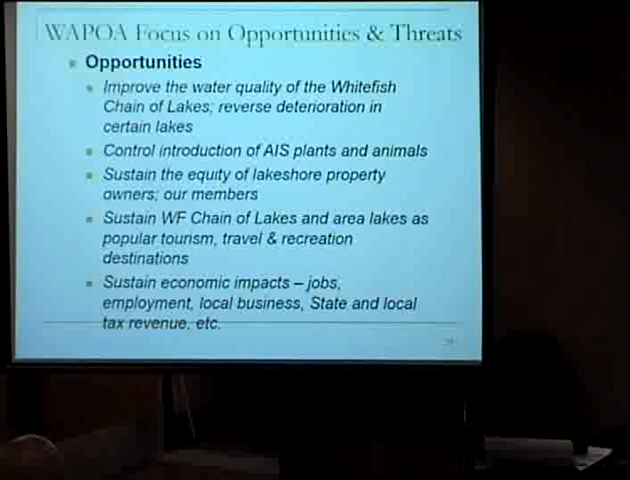 WAPOA Focus on Opportunities & Threats
Opportunities
Improve the water quality of the Whitefish
Chain of Lakes; reverse deterioration in
certain lakes
Control introduction of AIS plants and animals
Sustain the equity of lakeshore property
owners; our members
Sustain WF Chain of Lakes and area lakes as
popular tourism, travel & recreation
destinations
Sustain economic impacts – jobs,
employment, local business, State and local
tax revenue, etc.